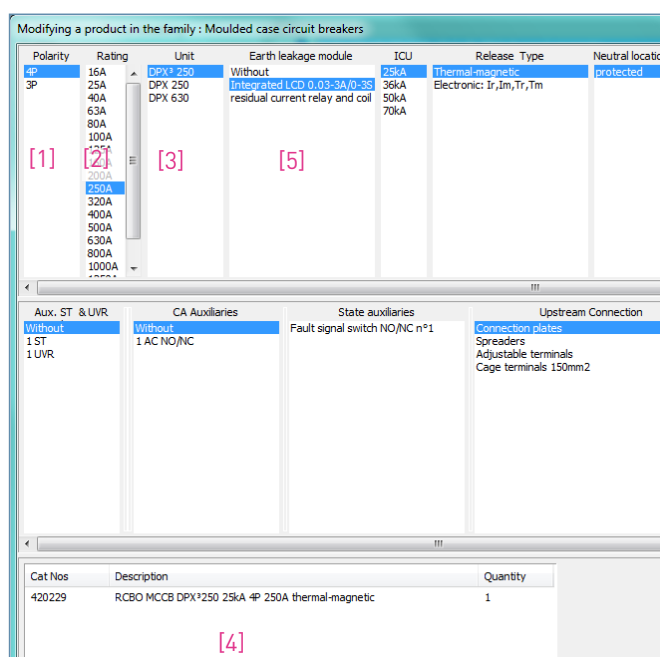 Modifying a product in the family : Moulded case circuit breakers
Polarity Rating Unit Earth leakage module ICU Release Type Neutral locatio
4P 16A DPX³ 250 Without 25kA Thermal-magnetic protected
3P 25A DPX 250 Integrated LCD 0.03-3A/0-3S 36kA Electronic: Ir,Im,Tr,Tm
40A DPX 630 residual current relay and coil 50kA
63A 70kA
80A
100A
[1] [2] [3] [5]
200A
250A
320A
400A
500A
630A
800A
1000A
Aux. ST & UVR CA Auxiliaries State auxiliaries Upstream Connection
Without Without Fault signal switch NO/NC n°1 Connection plates
1 ST 1 AC NO/NC Spreaders
1 UVR Adjustable terminals
Cage terminals 150mm2
Cat Nos Description Quantity
420229 RCBO MCCB DPX³250 25kA 4P 250A thermal-magnetic 1
[4]